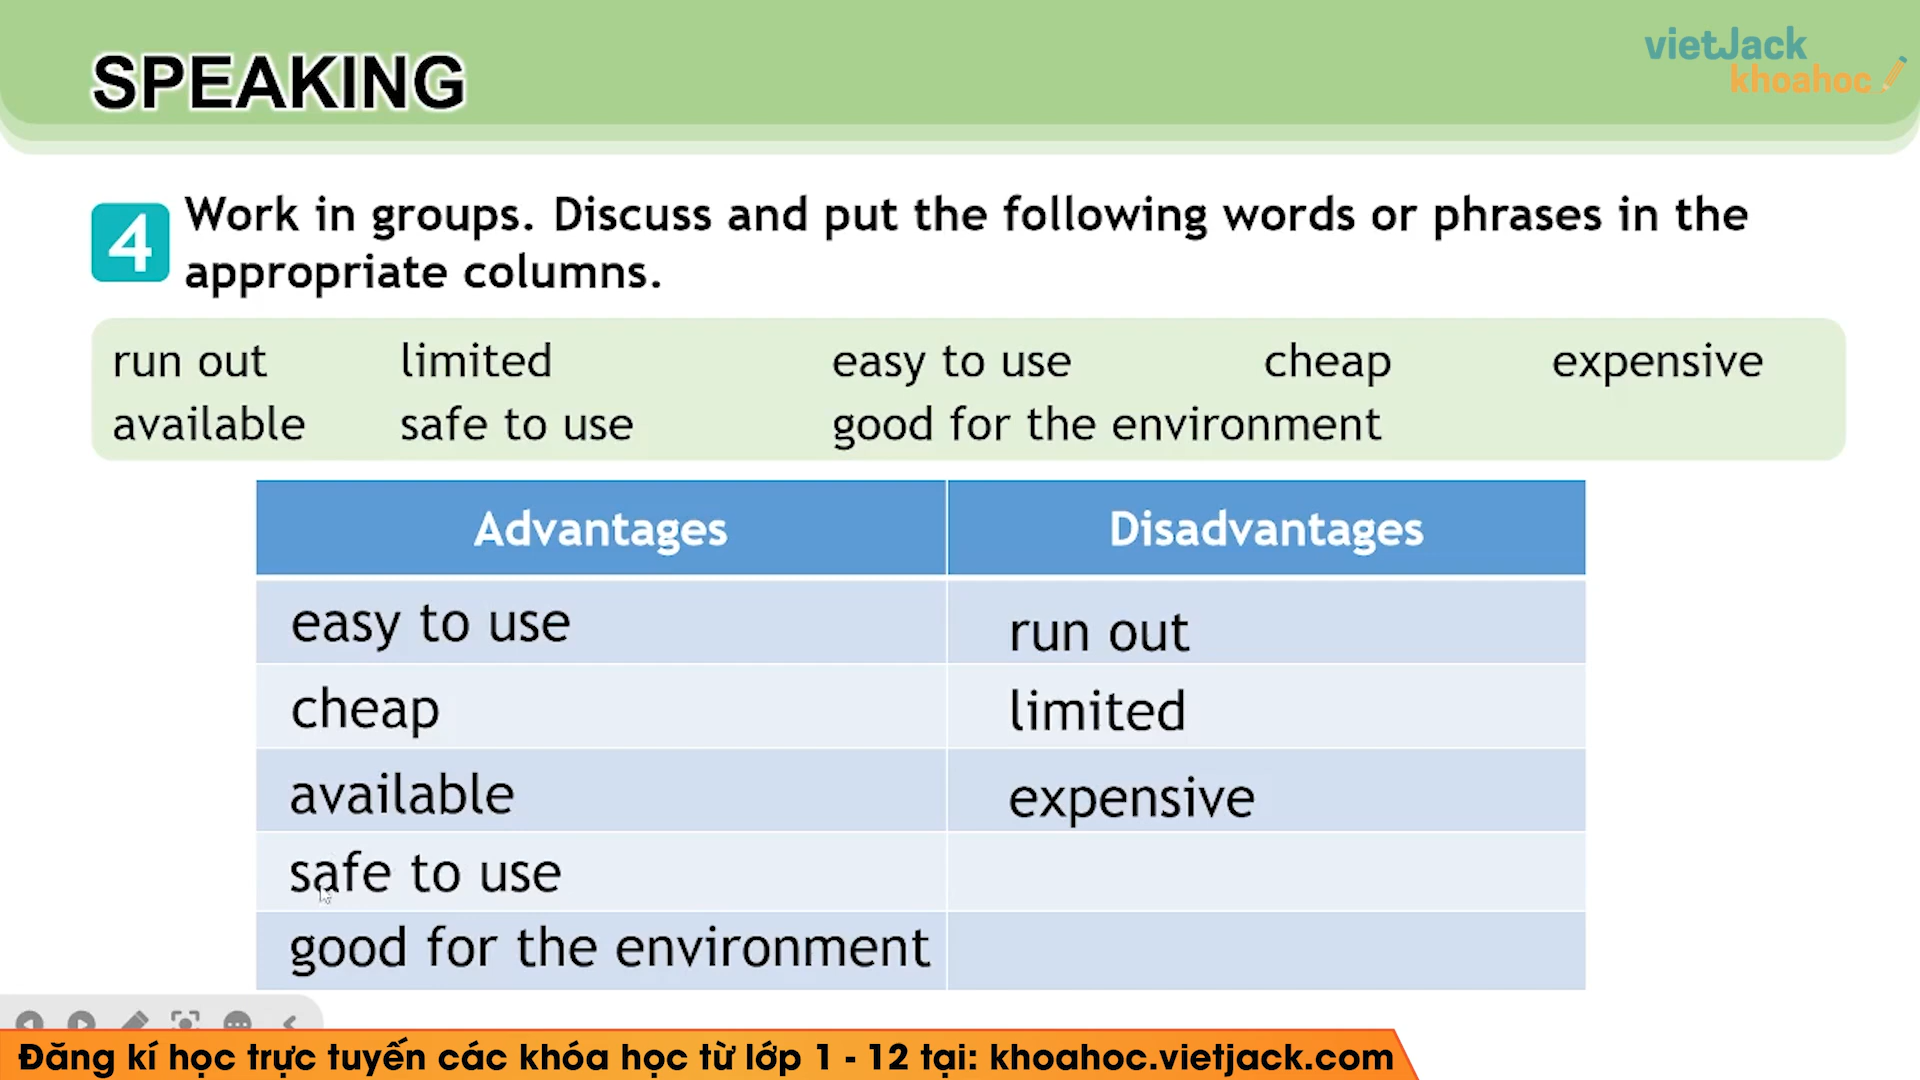 SPEAKING
vietJack
khoahoc
4
Work in groups. Discuss and put the following words or phrases in the
appropriate columns.
run out limited easy to use cheap expensive
available safe to use good for the environment
Advantages Disadvantages
easy to use run out
cheap limited
available expensive
safe to use
good for the environment
Đăng kí học trực tuyến các khóa học từ lớp 1 - 12 tại: khoahoc.vietjack.com